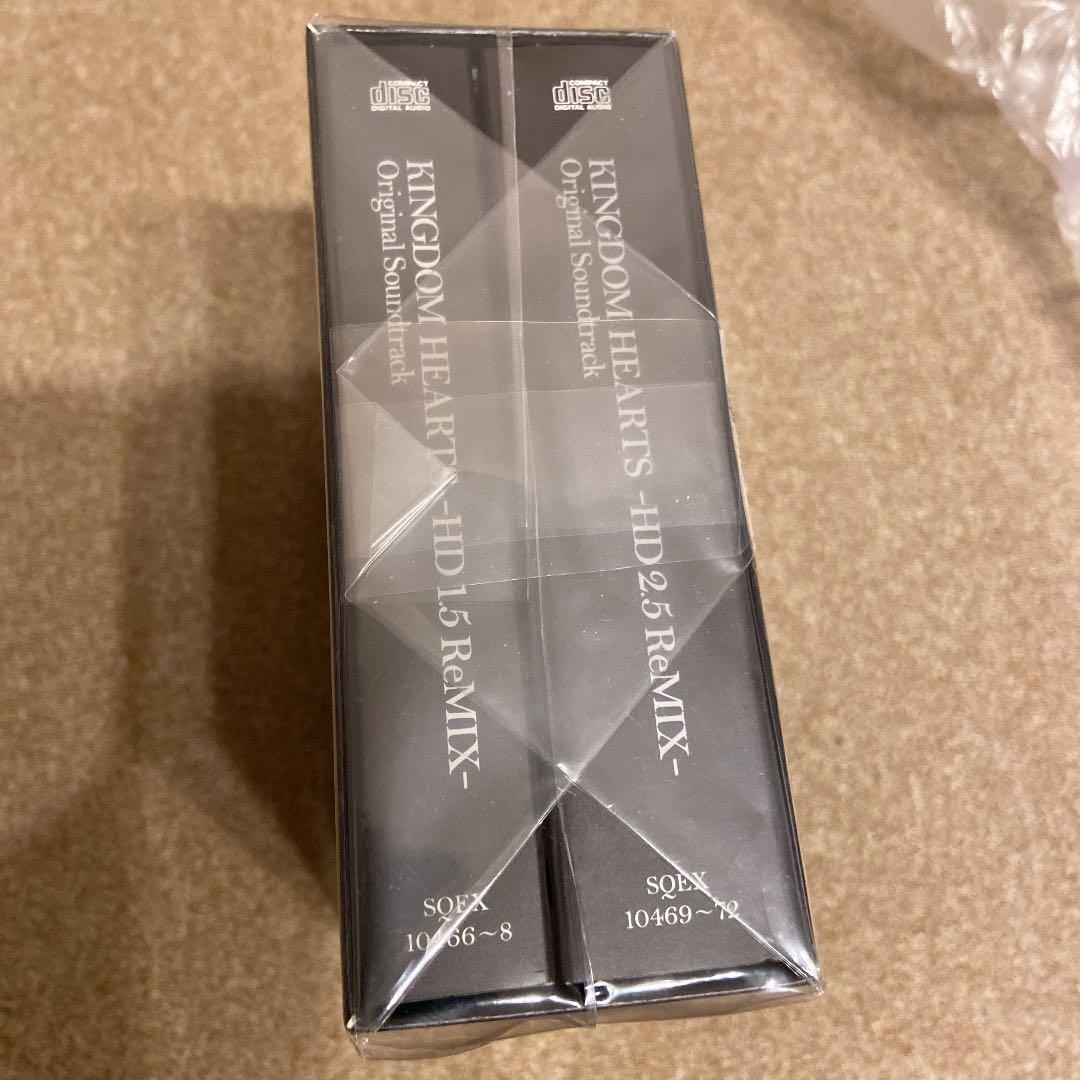 COMPACT
disc
DIGITAL AUDIO
KINGDOM HEARTS -HD 1.5 ReMIX-
Original Soundtrack
SQEX
10466~8
COMPACT
disc
DIGITAL AUDIO
KINGDOM HEARTS -HD 2.5 ReMIX-
Original Soundtrack
SQEX
10469~72